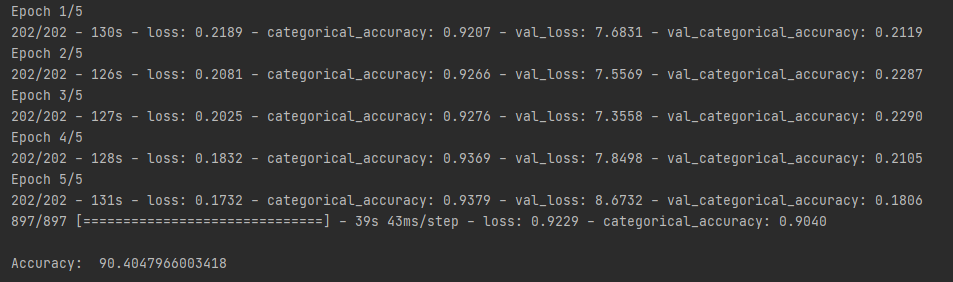 Epoch 1/5
202/202 - 130s - loss: 0.2189 - categorical_accuracy: 0.9207 - val_loss: 7.6831 - val_categorical_accuracy: 0.2119
Epoch 2/5
202/202 - 126s - loss: 0.2081 - categorical_accuracy: 0.9266 - val_loss: 7.5569 - val_categorical_accuracy: 0.2287
Epoch 3/5
202/202 - 127s - loss: 0.2025 - categorical_accuracy: 0.9276 - val_loss: 7.3558 - val_categorical_accuracy: 0.2290
Epoch 4/5
202/202 - 128s - loss: 0.1832 - categorical_accuracy: 0.9369 - val_loss: 7.8498 - val_categorical_accuracy: 0.2105
Epoch 5/5
202/202 - 131s - loss: 0.1732 - categorical_accuracy: 0.9379 - val_loss: 8.6732 - val_categorical_accuracy: 0.1806
897/897 [==============================] - 39s 43ms/step - loss: 0.9229 - categorical_accuracy: 0.9040
Accuracy:  90.4047966003418